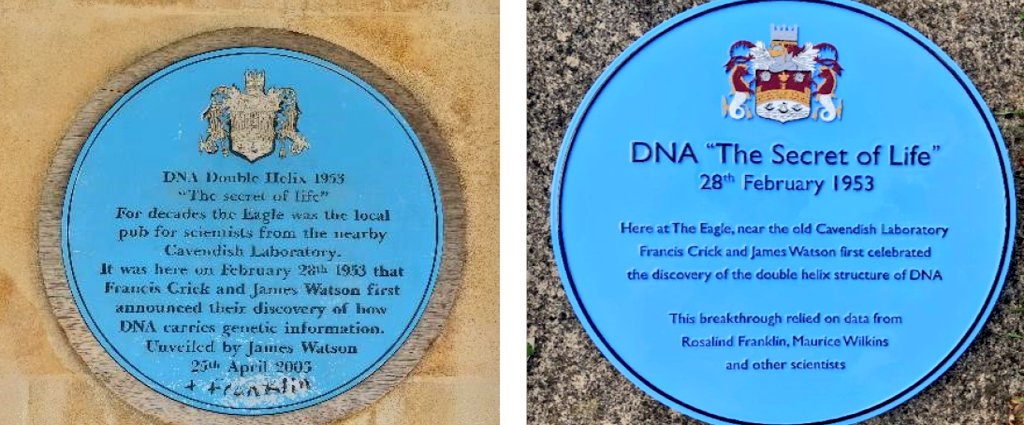 DNA Double Helix 1953
"The secret of life"
For decades the Eagle was the local
pub for scientists from the nearby
Cavendish Laboratory.
It was here on February 28th 1953 that
Francis Crick and James Watson first
announced their discovery of how
DNA carries genetic information.
Unveiled by James Watson
25th April 2003
+ Franklin
DNA "The Secret of Life"
28th February 1953
Here at The Eagle, near the old Cavendish Laboratory
Francis Crick and James Watson first celebrated
the discovery of the double helix structure of DNA
This breakthrough relied on data from
Rosalind Franklin, Maurice Wilkins
and other scientists